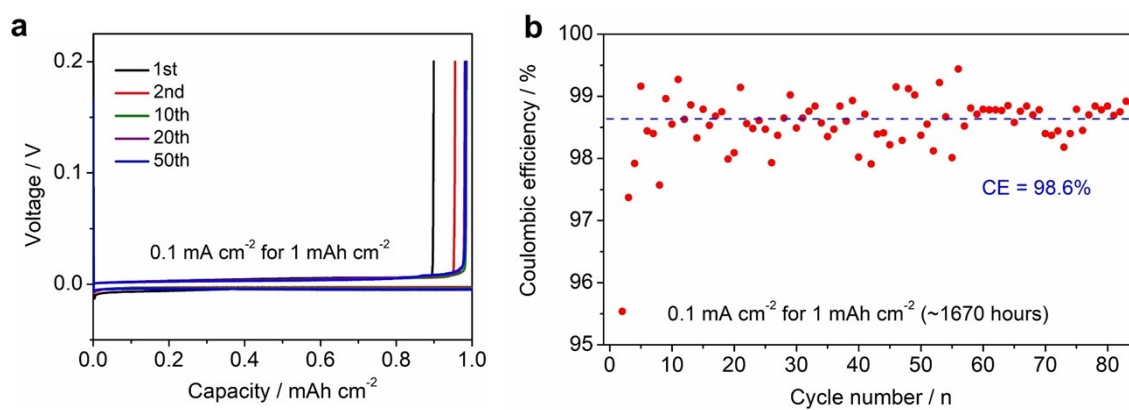 a
0.2
0.1
0.0
Voltage / V
1st
2nd
10th
20th
50th
0.1 mA cm⁻² for 1 mAh cm⁻²
0.0 0.2 0.4 0.6 0.8 1.0
Capacity / mAh cm⁻²
b
100
99
98
97
96
95
Coulombic efficiency / %
CE = 98.6%
0.1 mA cm⁻² for 1 mAh cm⁻² (~1670 hours)
0 10 20 30 40 50 60 70 80
Cycle number / n